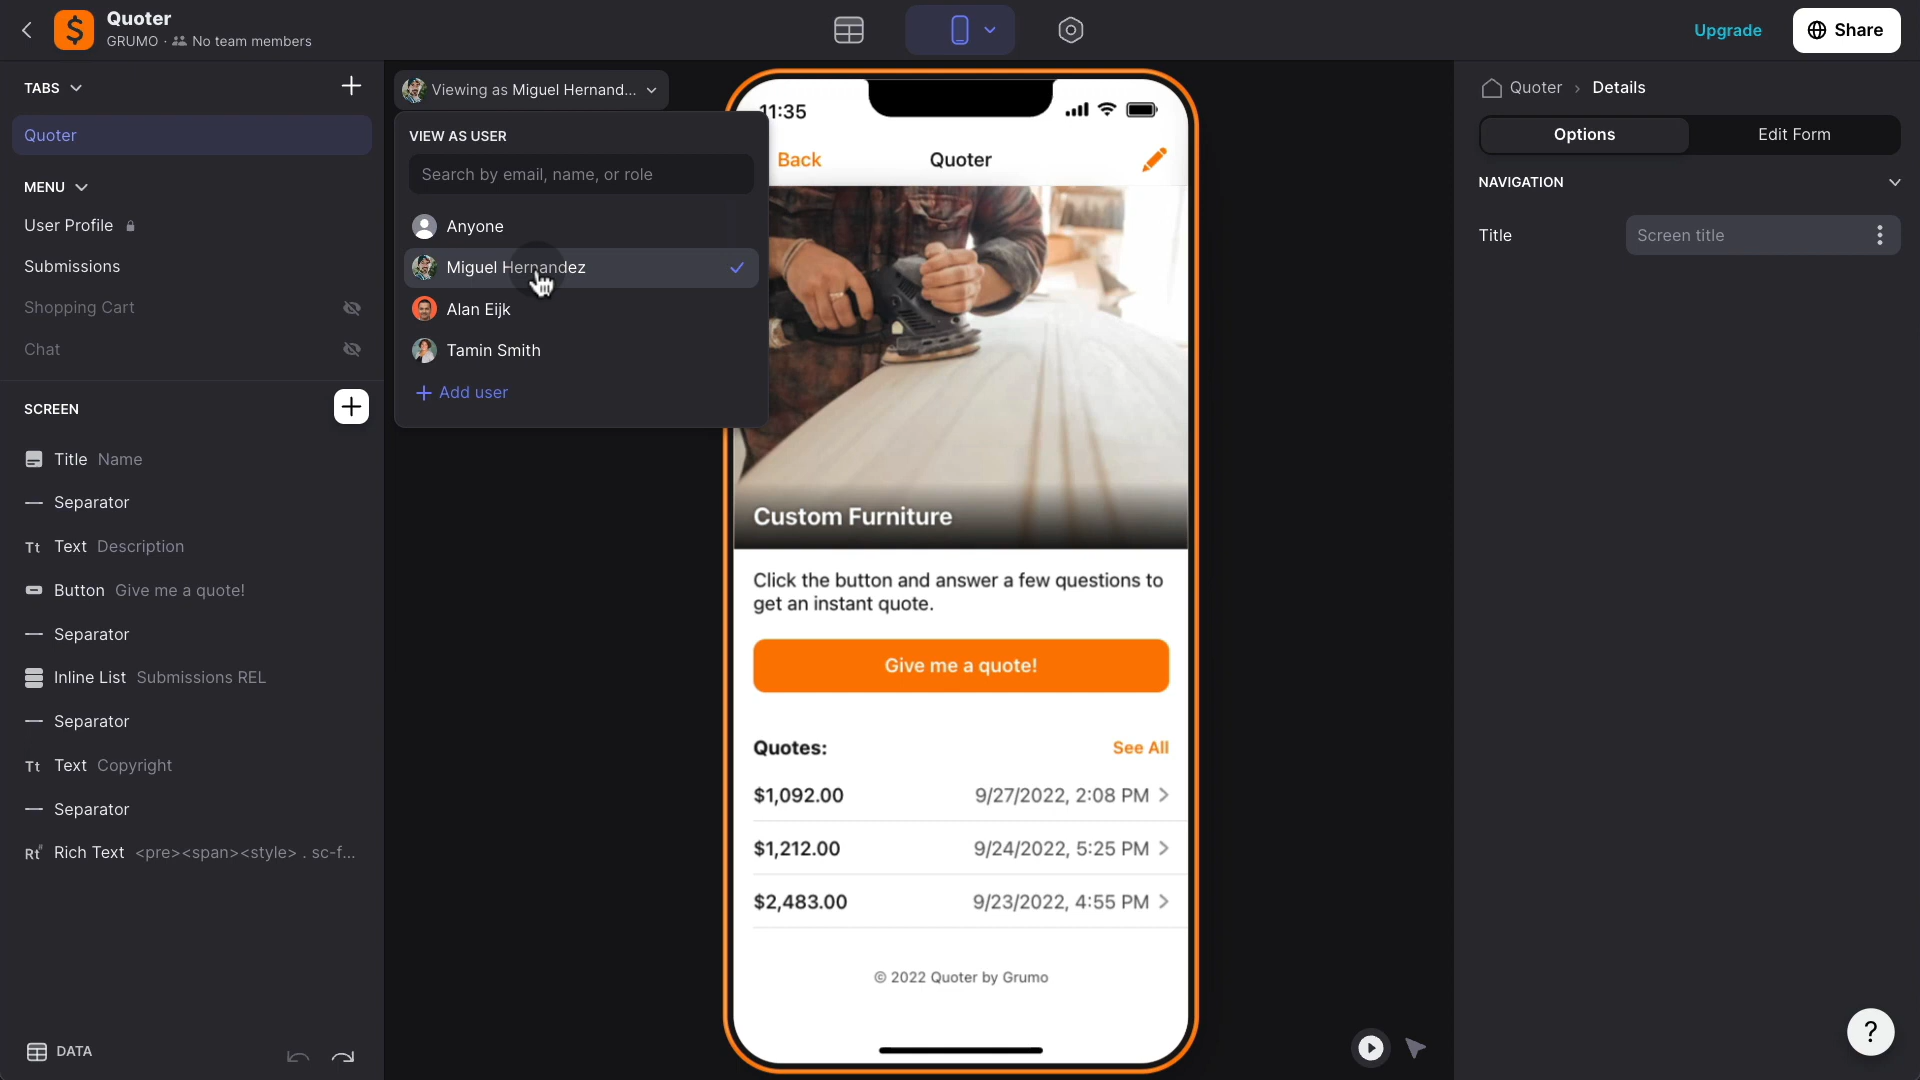 Quoter
GRUMO · No team members
Upgrade
Share
TABS
Quoter
MENU
User Profile
Submissions
Shopping Cart
Chat
SCREEN
Title Name
Separator
Tt Text Description
Button Give me a quote!
Separator
Inline List Submissions REL
Separator
Tt Text Copyright
Separator
Rt Rich Text <pre><span><style> . sc-f...
DATA
Viewing as Miguel Hernand...
VIEW AS USER
Search by email, name, or role
Anyone
Miguel Hernandez
Alan Eijk
Tamin Smith
+ Add user
11:35
Back
Quoter
Custom Furniture
Click the button and answer a few questions to
get an instant quote.
Give me a quote!
Quotes: See All
$1,092.00 9/27/2022, 2:08 PM
$1,212.00 9/24/2022, 5:25 PM
$2,483.00 9/23/2022, 4:55 PM
© 2022 Quoter by Grumo
Quoter › Details
Options
Edit Form
NAVIGATION
Title
Screen title
?